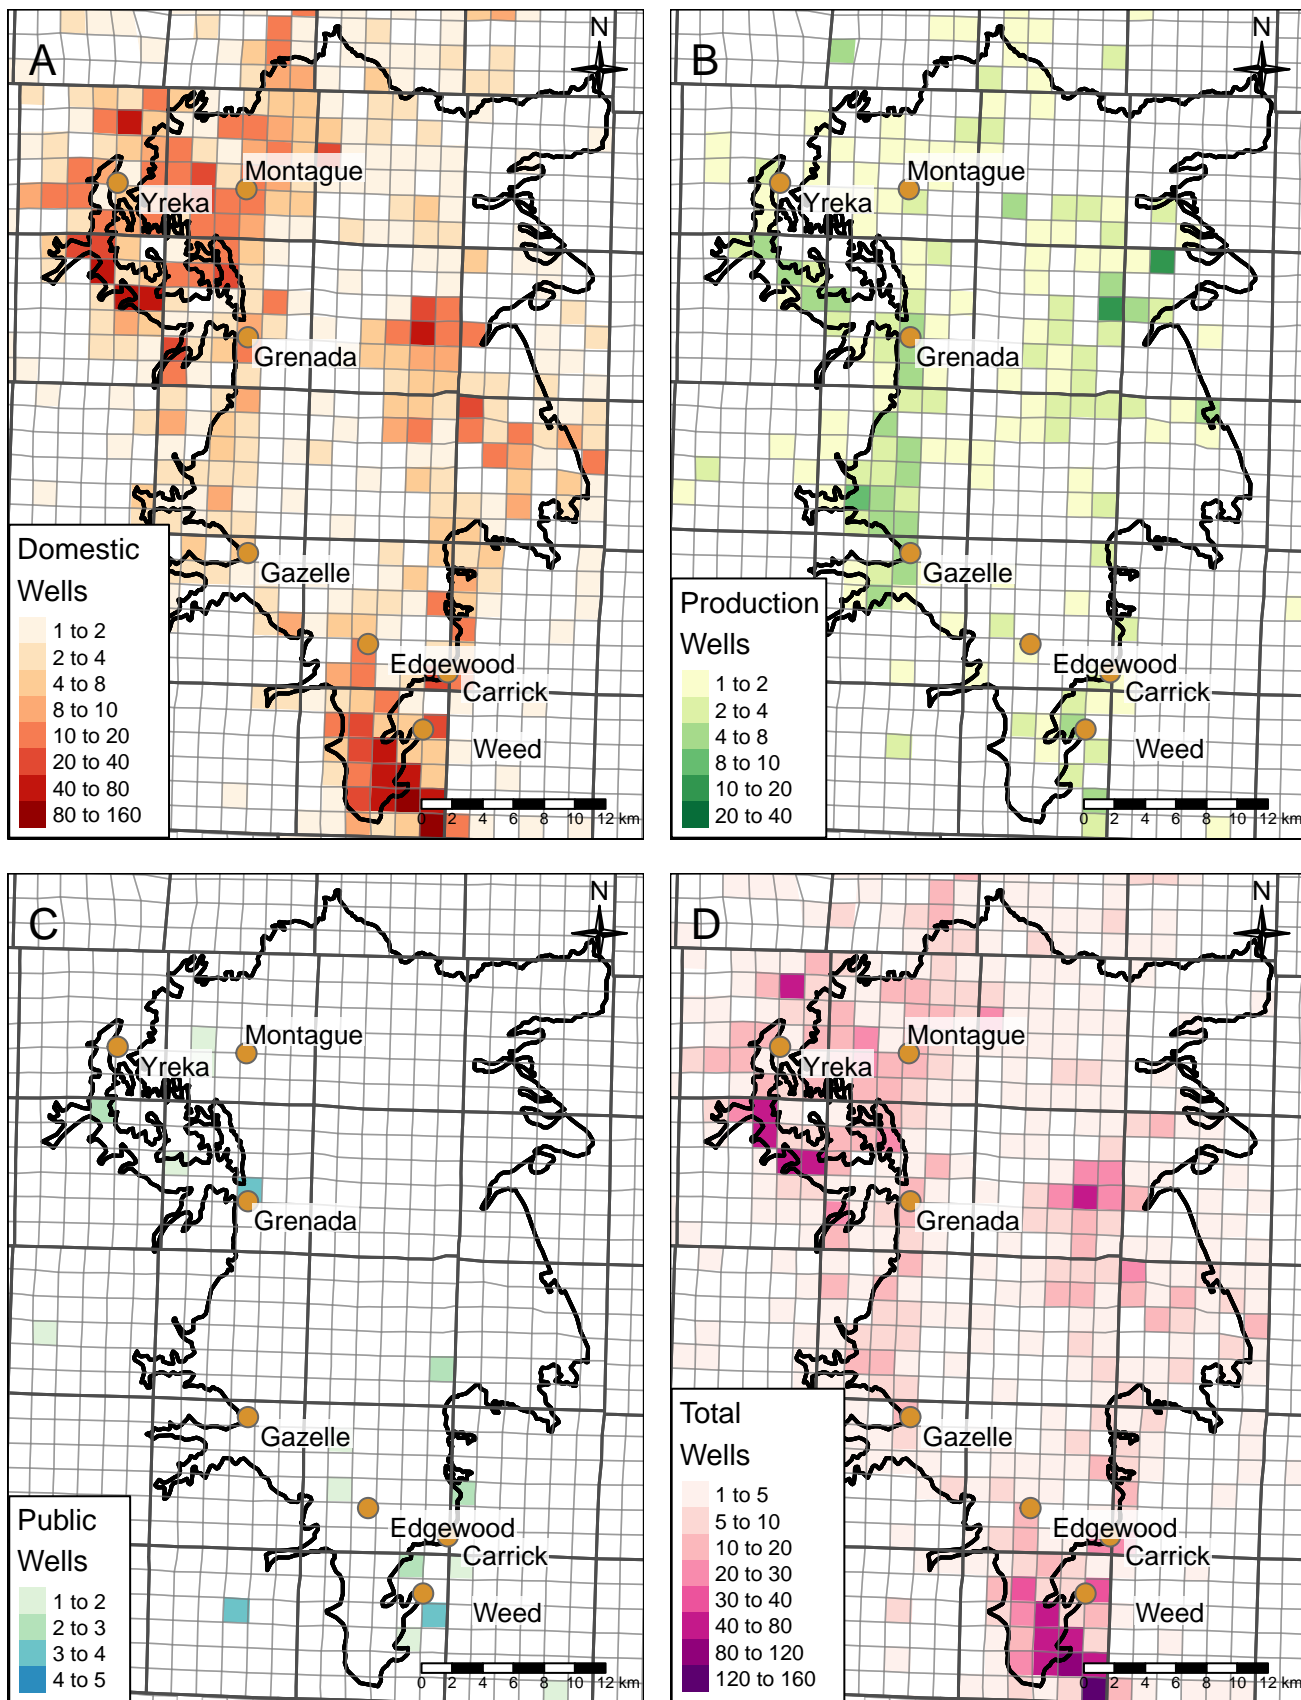 A
N
Montague
Yreka
Grenada
Gazelle
Edgewood
Carrick
Weed
Domestic
Wells
1 to 2
2 to 4
4 to 8
8 to 10
10 to 20
20 to 40
40 to 80
80 to 160
0 2 4 6 8 10 12 km
B
N
Montague
Yreka
Grenada
Gazelle
Edgewood
Carrick
Weed
Production
Wells
1 to 2
2 to 4
4 to 8
8 to 10
10 to 20
20 to 40
0 2 4 6 8 10 12 km
C
N
Montague
Yreka
Grenada
Gazelle
Edgewood
Carrick
Weed
Public
Wells
1 to 2
2 to 3
3 to 4
4 to 5
0 2 4 6 8 10 12 km
D
N
Montague
Yreka
Grenada
Gazelle
Edgewood
Carrick
Weed
Total
Wells
1 to 5
5 to 10
10 to 20
20 to 30
30 to 40
40 to 80
80 to 120
120 to 160
0 2 4 6 8 10 12 km